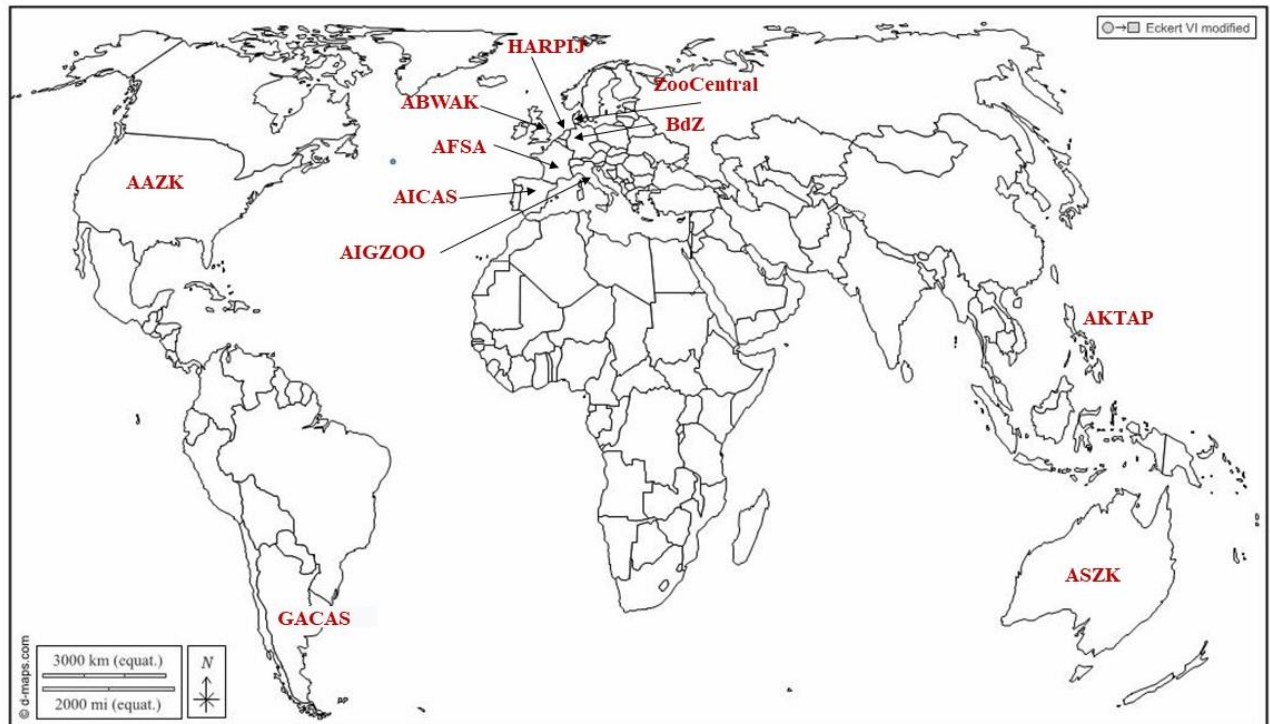 Eckert VI modified
HARPIJ
ZooCentral
ABWAK
BdZ
AFSA
AAZK
AICAS
AIGZOO
AKTAP
ASZK
GACAS
3000 km (equat.)
2000 mi (equat.)
N
© d-maps.com